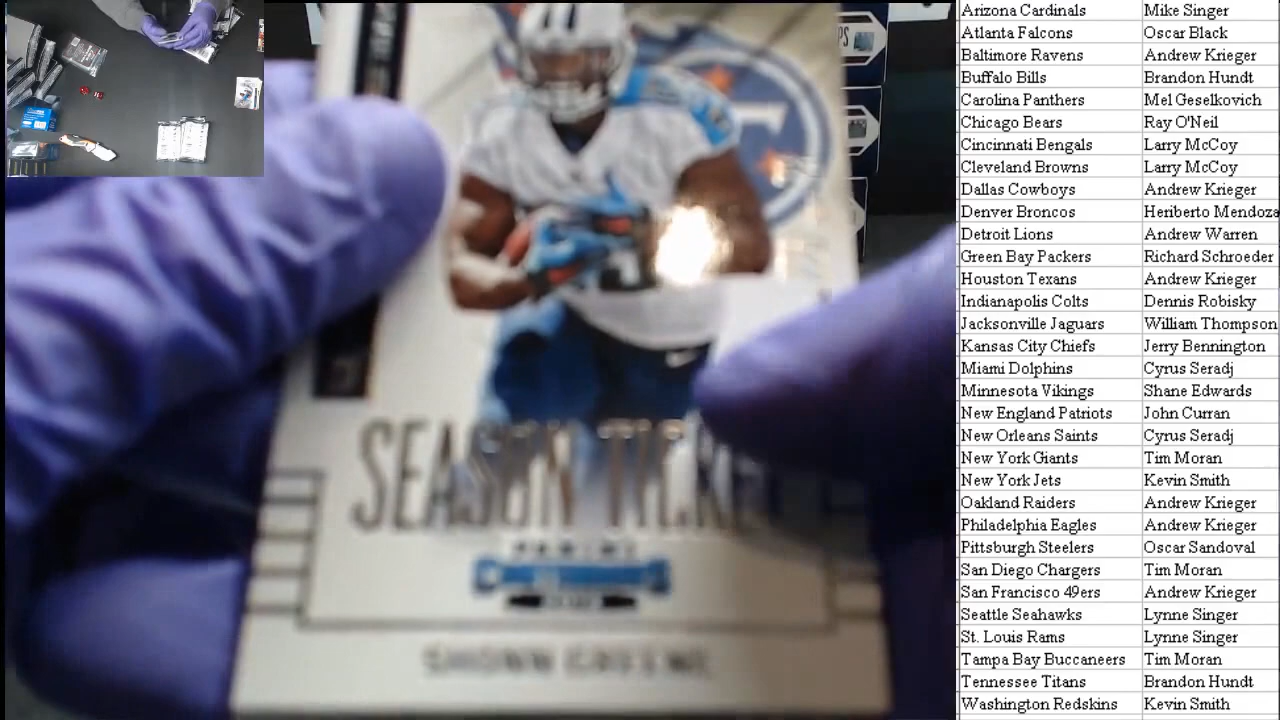 PS
SEASON TICKET
PANINI
SHONN GREENE
Arizona Cardinals Mike Singer
Atlanta Falcons Oscar Black
Baltimore Ravens Andrew Krieger
Buffalo Bills Brandon Hundt
Carolina Panthers Mel Geselkovich
Chicago Bears Ray O'Neil
Cincinnati Bengals Larry McCoy
Cleveland Browns Larry McCoy
Dallas Cowboys Andrew Krieger
Denver Broncos Heriberto Mendoza
Detroit Lions Andrew Warren
Green Bay Packers Richard Schroeder
Houston Texans Andrew Krieger
Indianapolis Colts Dennis Robisky
Jacksonville Jaguars William Thompson
Kansas City Chiefs Jerry Bennington
Miami Dolphins Cyrus Seradj
Minnesota Vikings Shane Edwards
New England Patriots John Curran
New Orleans Saints Cyrus Seradj
New York Giants Tim Moran
New York Jets Kevin Smith
Oakland Raiders Andrew Krieger
Philadelphia Eagles Andrew Krieger
Pittsburgh Steelers Oscar Sandoval
San Diego Chargers Tim Moran
San Francisco 49ers Andrew Krieger
Seattle Seahawks Lynne Singer
St. Louis Rams Lynne Singer
Tampa Bay Buccaneers Tim Moran
Tennessee Titans Brandon Hundt
Washington Redskins Kevin Smith